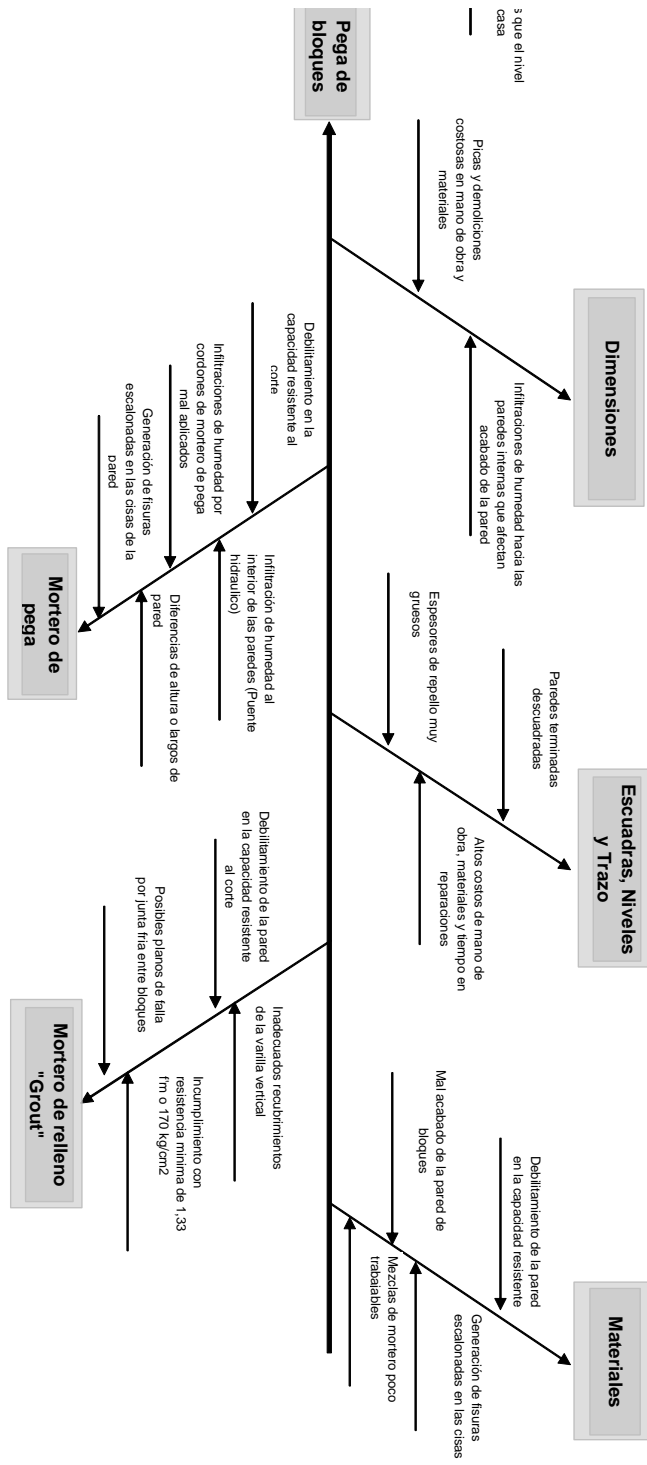 s que el nivel
casa
Pega de
bloques
Dimensiones
Picas y demoliciones
costosas en mano de obra y
materiales
Infiltraciones de humedad hacia las
paredes internas que afectan
acabado de la pared
Escuadras, Niveles
y Trazo
Paredes terminadas
descuadradas
Espesores de repello muy
gruesos
Altos costos de mano de
obra, materiales y tiempo en
reparaciones
Materiales
Debilitamiento de la pared
en la capacidad resistente
Mal acabado de la pared de
bloques
Generación de fisuras
escalonadas en las cisas
Mezclas de mortero poco
trabajables
Debilitamiento en la
capacidad resistente al
corte
Infiltraciones de humedad por
cordones de mortero de pega
mal aplicados
Generación de fisuras
escalonadas en las cisas de la
pared
Infiltración de humedad al
interior de las paredes (Puente
hidraulico)
Diferencias de altura o largos de
pared
Mortero de
pega
Debilitamiento de la pared
en la capacidad resistente
al corte
Posibles planos de falla
por junta fria entre bloques
Inadecuados recubrimientos
de la varilla vertical
Incumplimiento con
resistencia minima de 1,33
f'm o 170 kg/cm2
Mortero de relleno
"Grout"